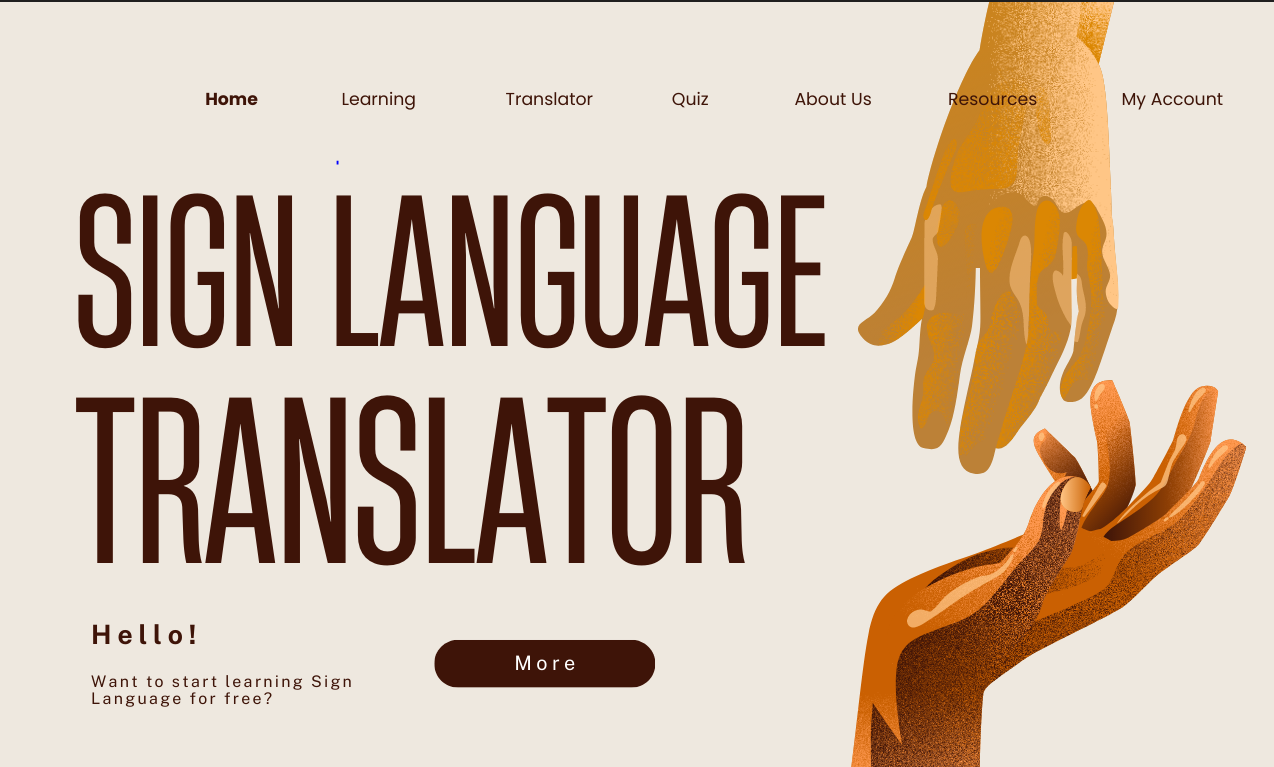 Home Learning Translator Quiz About Us Resources My Account
SIGN LANGUAGE
TRANSLATOR
Hello!
Want to start learning Sign
Language for free?
More